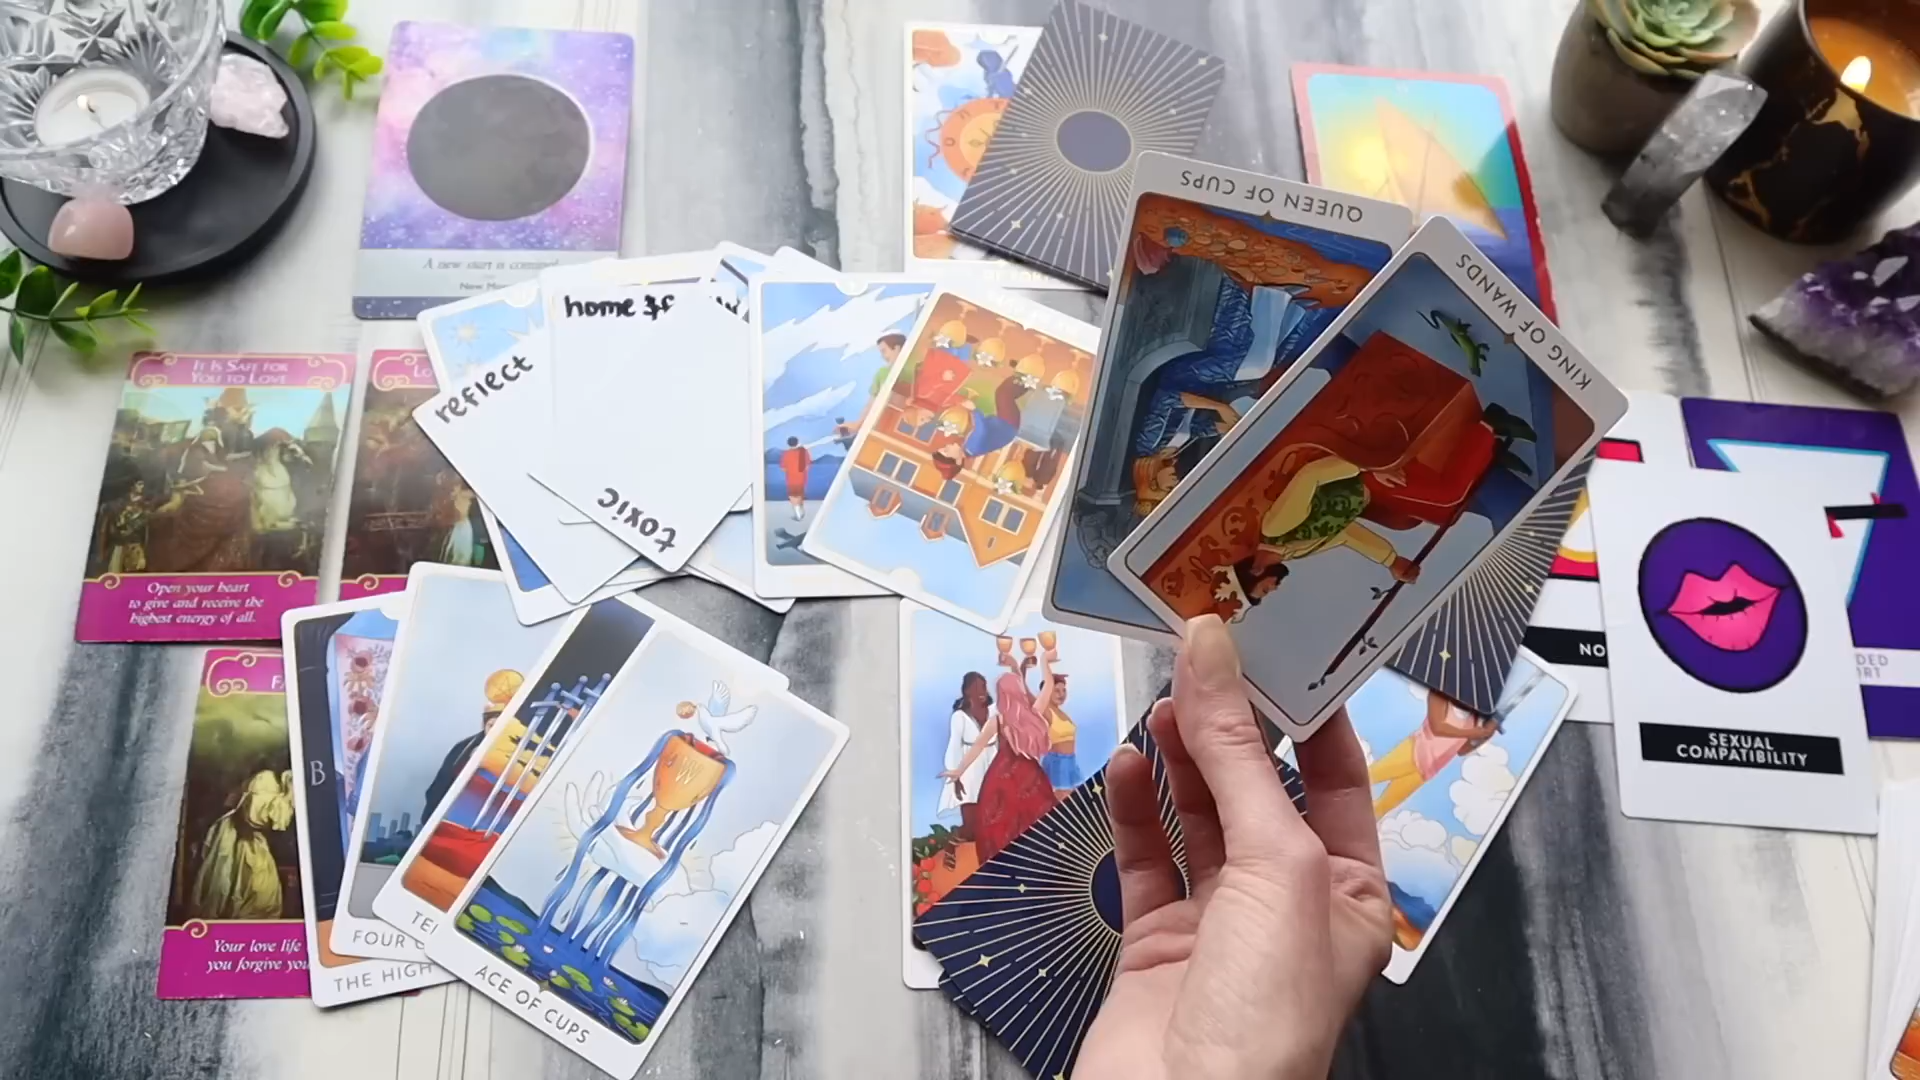 A new start is coming!
QUEEN OF CUPS
KING OF WANDS
home
reflect
toxic
IT IS SAFE FOR
YOU TO LOVE
Open your heart
to give and receive the
highest energy of all.
Your love life
you forgive
B
THE HIGH
FOUR
ACE OF CUPS
NO
SEXUAL
COMPATIBILITY